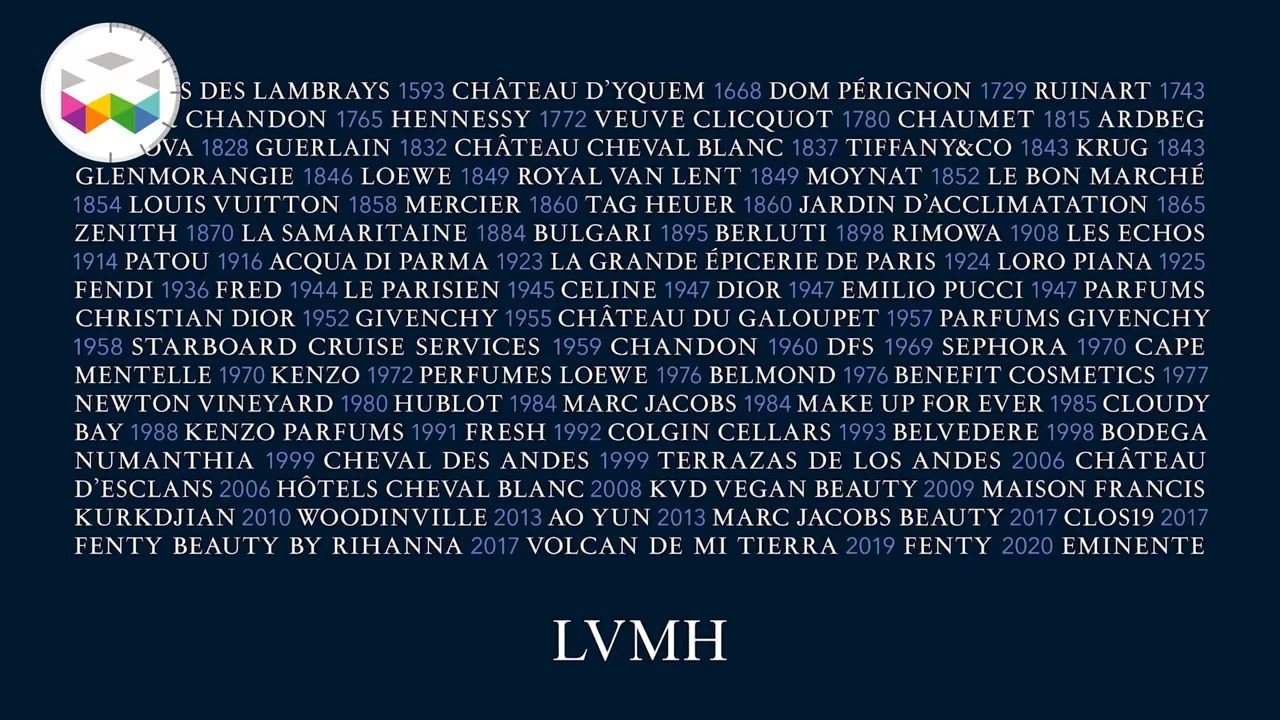 DES LAMBRAYS 1593 CHÂTEAU D'YQUEM 1668 DOM PÉRIGNON 1729 RUINART 1743
CHANDON 1765 HENNESSY 1772 VEUVE CLICQUOT 1780 CHAUMET 1815 ARDBEG
1828 GUERLAIN 1832 CHÂTEAU CHEVAL BLANC 1837 TIFFANY&CO 1843 KRUG 1843
GLENMORANGIE 1846 LOEWE 1849 ROYAL VAN LENT 1849 MOYNAT 1852 LE BON MARCHÉ
1854 LOUIS VUITTON 1858 MERCIER 1860 TAG HEUER 1860 JARDIN D'ACCLIMATATION 1865
ZENITH 1870 LA SAMARITAINE 1884 BULGARI 1895 BERLUTI 1898 RIMOWA 1908 LES ECHOS
1914 PATOU 1916 ACQUA DI PARMA 1923 LA GRANDE ÉPICERIE DE PARIS 1924 LORO PIANA 1925
FENDI 1936 FRED 1944 LE PARISIEN 1945 CELINE 1947 DIOR 1947 EMILIO PUCCI 1947 PARFUMS
CHRISTIAN DIOR 1952 GIVENCHY 1955 CHÂTEAU DU GALOUPET 1957 PARFUMS GIVENCHY
1958 STARBOARD CRUISE SERVICES 1959 CHANDON 1960 DFS 1969 SEPHORA 1970 CAPE
MENTELLE 1970 KENZO 1972 PERFUMES LOEWE 1976 BELMOND 1976 BENEFIT COSMETICS 1977
NEWTON VINEYARD 1980 HUBLOT 1984 MARC JACOBS 1984 MAKE UP FOR EVER 1985 CLOUDY
BAY 1988 KENZO PARFUMS 1991 FRESH 1992 COLGIN CELLARS 1993 BELVEDERE 1998 BODEGA
NUMANTHIA 1999 CHEVAL DES ANDES 1999 TERRAZAS DE LOS ANDES 2006 CHÂTEAU
D'ESCLANS 2006 HÔTELS CHEVAL BLANC 2008 KVD VEGAN BEAUTY 2009 MAISON FRANCIS
KURKDJIAN 2010 WOODINVILLE 2013 AO YUN 2013 MARC JACOBS BEAUTY 2017 CLOS19 2017
FENTY BEAUTY BY RIHANNA 2017 VOLCAN DE MI TIERRA 2019 FENTY 2020 EMINENTE
LVMH